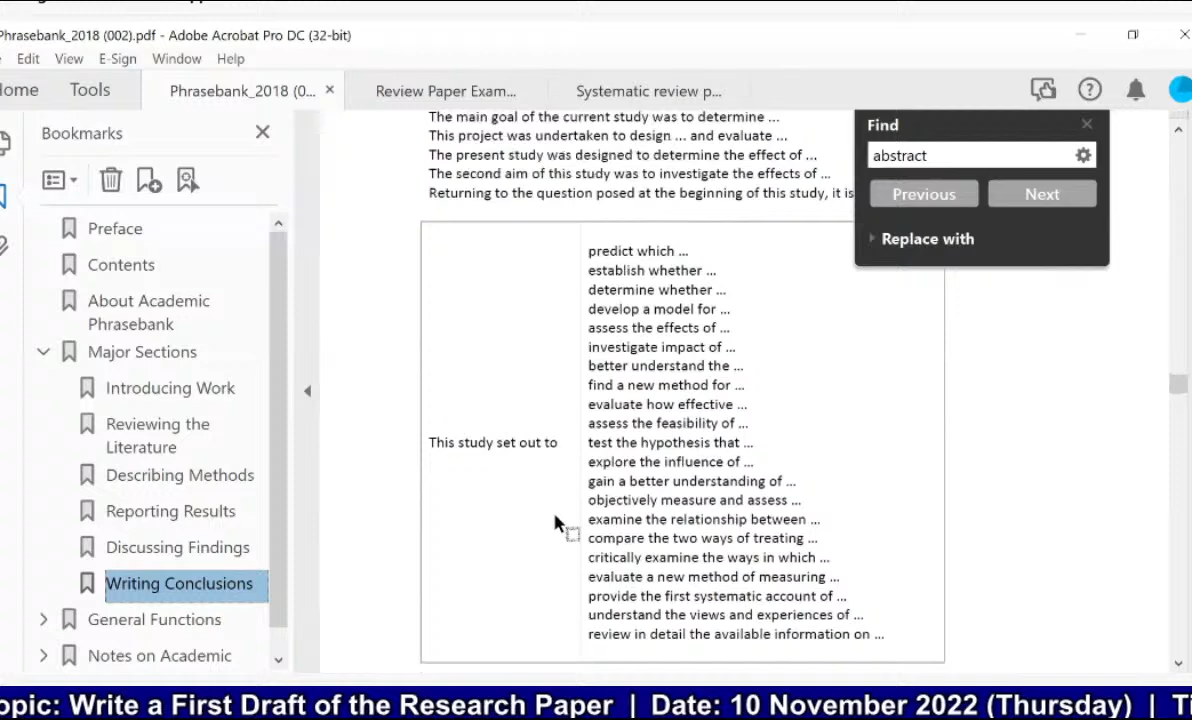 Phrasebank_2018 (002).pdf - Adobe Acrobat Pro DC (32-bit)
Edit View E-Sign Window Help
Home Tools Phrasebank_2018 (0... × Review Paper Exam... Systematic review p...
Bookmarks
Preface
Contents
About Academic
Phrasebank
Major Sections
Introducing Work
Reviewing the
Literature
Describing Methods
Reporting Results
Discussing Findings
Writing Conclusions
General Functions
Notes on Academic
The main goal of the current study was to determine ...
This project was undertaken to design ... and evaluate ...
The present study was designed to determine the effect of ...
The second aim of this study was to investigate the effects of ...
Returning to the question posed at the beginning of this study, it is
This study set out to
predict which ...
establish whether ...
determine whether ...
develop a model for ...
assess the effects of ...
investigate impact of ...
better understand the ...
find a new method for ...
evaluate how effective ...
assess the feasibility of ...
test the hypothesis that ...
explore the influence of ...
gain a better understanding of ...
objectively measure and assess ...
examine the relationship between ...
compare the two ways of treating ...
critically examine the ways in which ...
evaluate a new method of measuring ...
provide the first systematic account of ...
understand the views and experiences of ...
review in detail the available information on ...
Find
abstract
Previous Next
Replace with
opic: Write a First Draft of the Research Paper | Date: 10 November 2022 (Thursday) | Ti